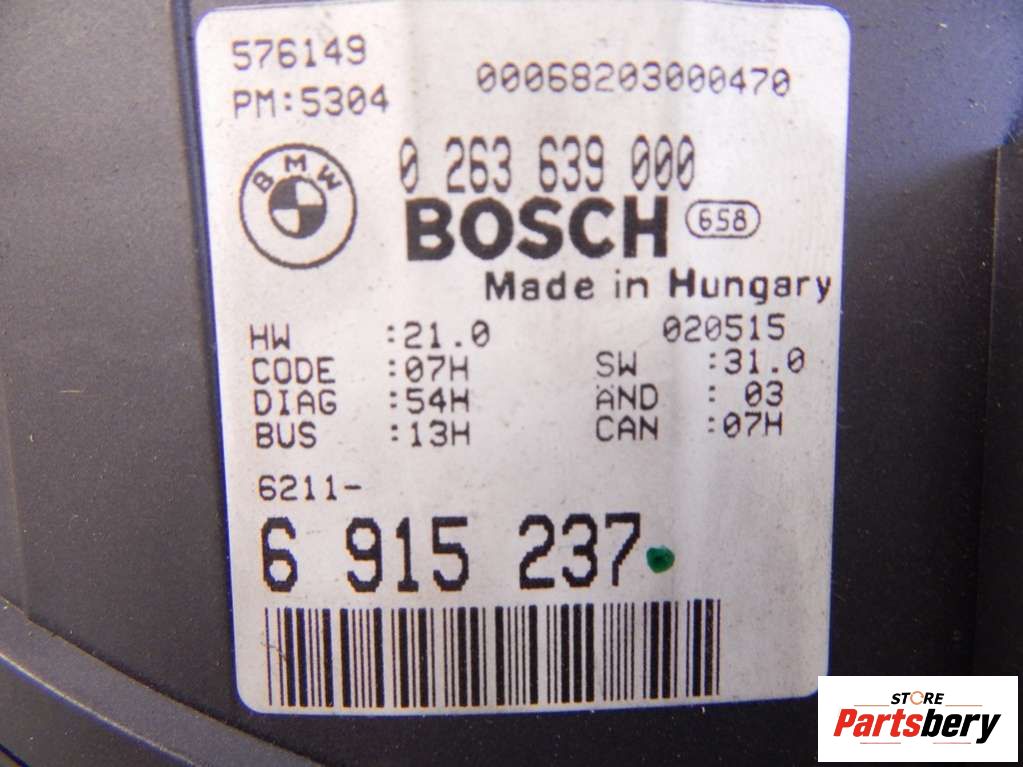 576149
00068203000470
PM:5304
BMW
0 263 639 000
BOSCH 658
Made in Hungary
HW :21.0 020515
CODE :07H SW :31.0
DIAG :54H AND : 03
BUS :13H CAN :07H
6211-
6 915 237
STORE
Partsbery